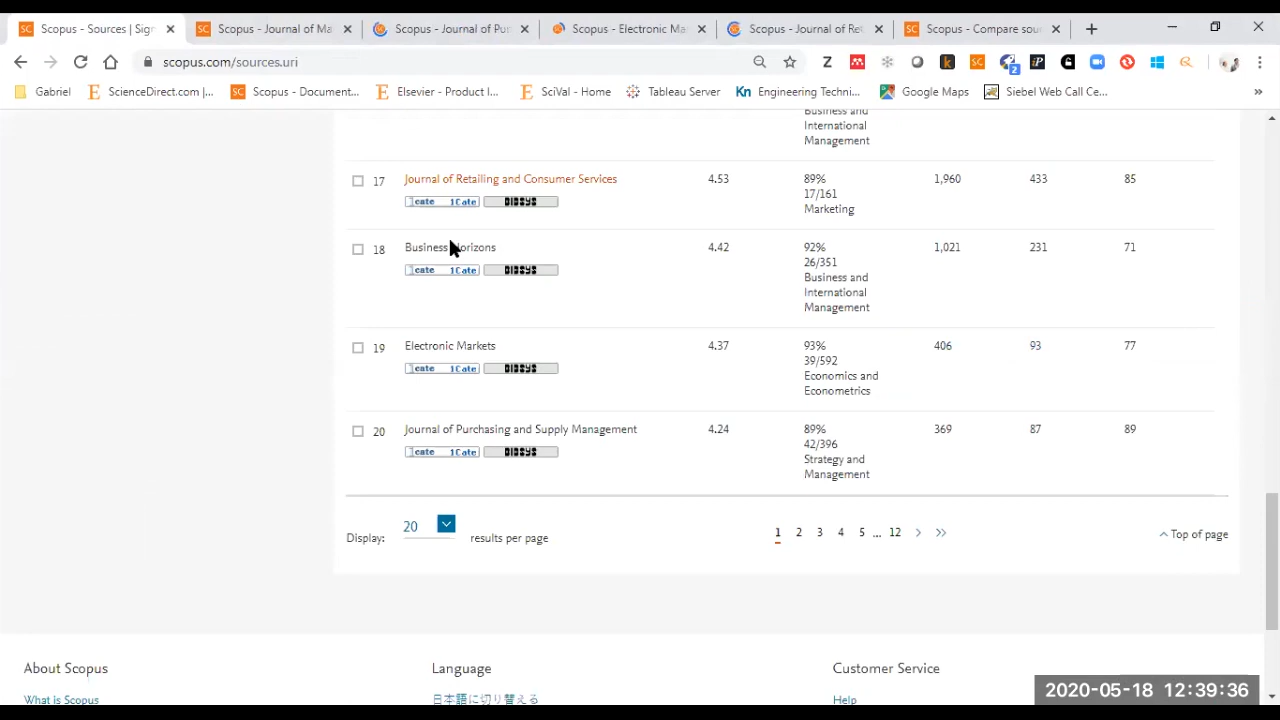 Scopus - Sources | Sig
Scopus - Journal of Ma
Scopus - Journal of Pur
Scopus - Electronic Ma
Scopus - Journal of Ret
Scopus - Compare sour
scopus.com/sources.uri
Gabriel
ScienceDirect.com |...
Scopus - Document...
Elsevier - Product I...
SciVal - Home
Tableau Server
Engineering Techni...
Google Maps
Siebel Web Call Ce...
»
Business and
International
Management
17 Journal of Retailing and Consumer Services 4.53 89% 1,960 433 85
17/161
Marketing
18 Business Horizons 4.42 92% 1,021 231 71
26/351
Business and
International
Management
19 Electronic Markets 4.37 93% 406 93 77
39/592
Economics and
Econometrics
20 Journal of Purchasing and Supply Management 4.24 89% 369 87 89
42/396
Strategy and
Management
Display: 20 results per page
1 2 3 4 5 ... 12 > >>
Top of page
About Scopus
Language
Customer Service
What is Scopus
日本語に切り替える
Help
2020-05-18 12:39:36